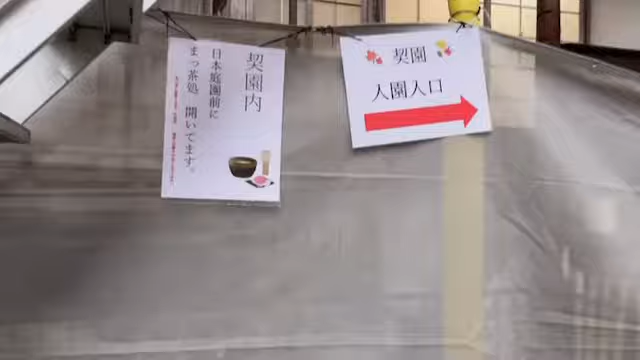 契園内
日本庭園前に
まっ茶処 開いてます。
契園
入園入口